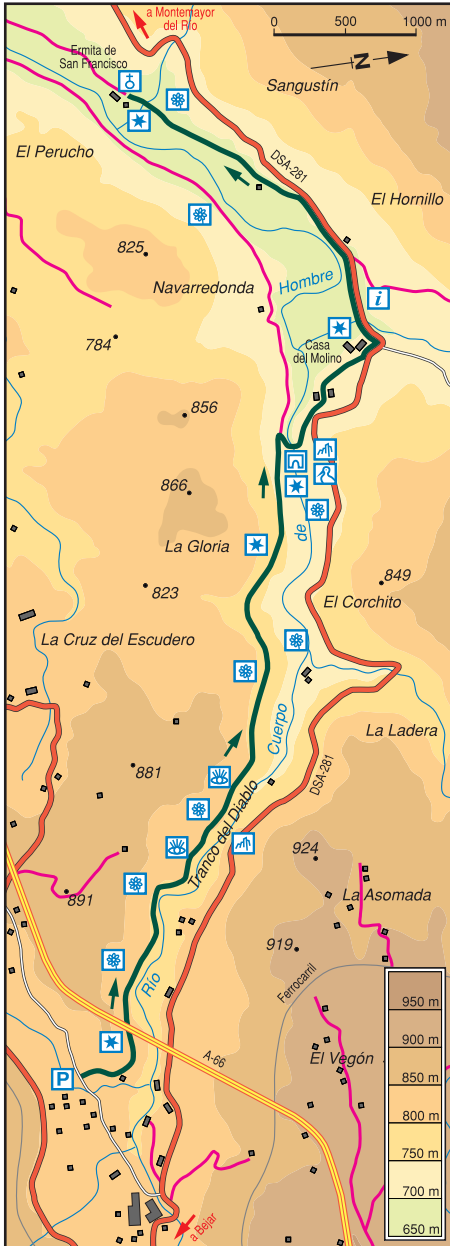 a Montemayor
del Río
0 500 1000 m
N
Ermita de
San Francisco
Sangustín
El Perucho
DSA-281
El Hornillo
825
Hombre
Navarredonda
i
784
Casa
del Molino
856
866
de
La Gloria
849
823
El Corchito
La Cruz del Escudero
La Ladera
Cuerpo
881
DSA-281
Tranco del Diablo
924
891
La Asomada
919
Río
Ferrocarril
A-66
El Vegón
P
a Bejar
950 m
900 m
850 m
800 m
750 m
700 m
650 m